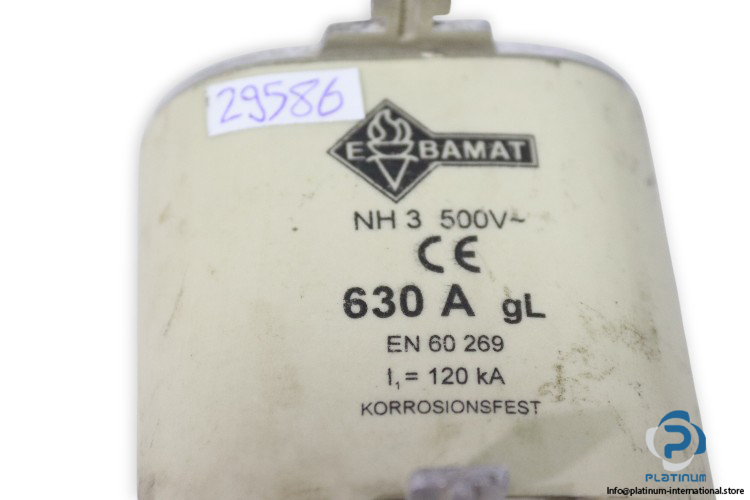 29586
E BAMAT
NH 3 500V~
CE
630 A gL
EN 60 269
I₁ = 120 kA
KORROSIONSFEST
PLATINUM
Info@platinum-international.store